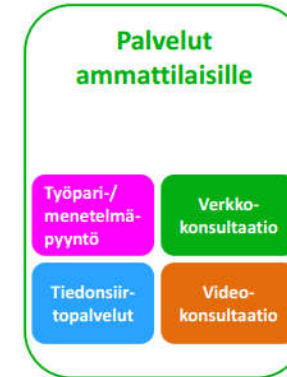 Palvelut
ammattilaisille
Työpari-/
menetelmä-
pyyntö
Verkko-
konsultaatio
Tiedonsiir-
topalvelut
Video-
konsultaatio